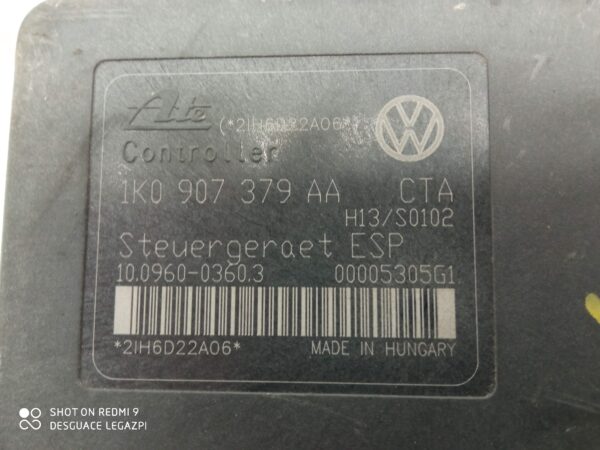 Ate (*2IH6D22A06*)
Controller
1K0 907 379 AA CTA
H13/S0102
Steuergeraet ESP
10.0960-0360.3 00005305G1
*2IH6D22A06* MADE IN HUNGARY
SHOT ON REDMI 9
DESGUACE LEGAZPI